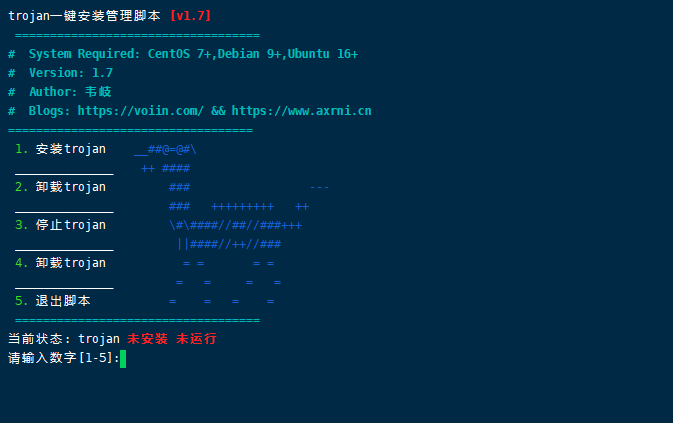 trojan一键安装管理脚本 [v1.7]
==================================
#  System Required: CentOS 7+,Debian 9+,Ubuntu 16+
#  Version: 1.7
#  Author: 韦岐
#  Blogs: https://voiin.com/ && https://www.axrni.cn
==================================
1. 安装trojan    __##@=@#\
______________    ++ ####
2. 卸载trojan         ###                 ---
______________        ###   +++++++++   ++
3. 停止trojan         \#\####//##//###+++
______________         ||####//++//###
4. 卸载trojan           = =       = =
______________         =   =     =   =
5. 退出脚本           =    =   =    =
==================================
当前状态: trojan 未安装 未运行
请输入数字[1-5]: